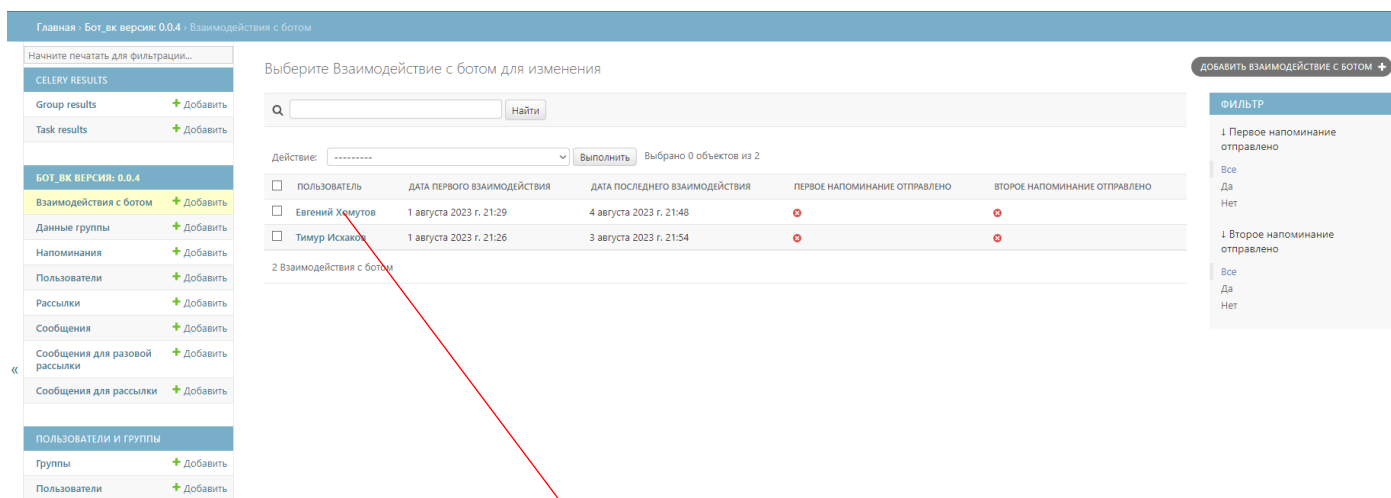 Главная › Бот_вк версия: 0.0.4 › Взаимодействия с ботом
Начните печатать для фильтрации...
CELERY RESULTS
Group results + Добавить
Task results + Добавить
БОТ_ВК ВЕРСИЯ: 0.0.4
Взаимодействия с ботом + Добавить
Данные группы + Добавить
Напоминания + Добавить
Пользователи + Добавить
Рассылки + Добавить
Сообщения + Добавить
Сообщения для разовой + Добавить
рассылки
Сообщения для рассылки + Добавить
ПОЛЬЗОВАТЕЛИ И ГРУППЫ
Группы + Добавить
Пользователи + Добавить
«
Выберите Взаимодействие с ботом для изменения
ДОБАВИТЬ ВЗАИМОДЕЙСТВИЕ С БОТОМ +
Найти
Действие: --------- Выполнить Выбрано 0 объектов из 2
ПОЛЬЗОВАТЕЛЬ ДАТА ПЕРВОГО ВЗАИМОДЕЙСТВИЯ ДАТА ПОСЛЕДНЕГО ВЗАИМОДЕЙСТВИЯ ПЕРВОЕ НАПОМИНАНИЕ ОТПРАВЛЕНО ВТОРОЕ НАПОМИНАНИЕ ОТПРАВЛЕНО
Евгений Хомутов 1 августа 2023 г. 21:29 4 августа 2023 г. 21:48
Тимур Исхаков 1 августа 2023 г. 21:26 3 августа 2023 г. 21:54
2 Взаимодействия с ботом
ФИЛЬТР
↓ Первое напоминание
отправлено
Все
Да
Нет
↓ Второе напоминание
отправлено
Все
Да
Нет